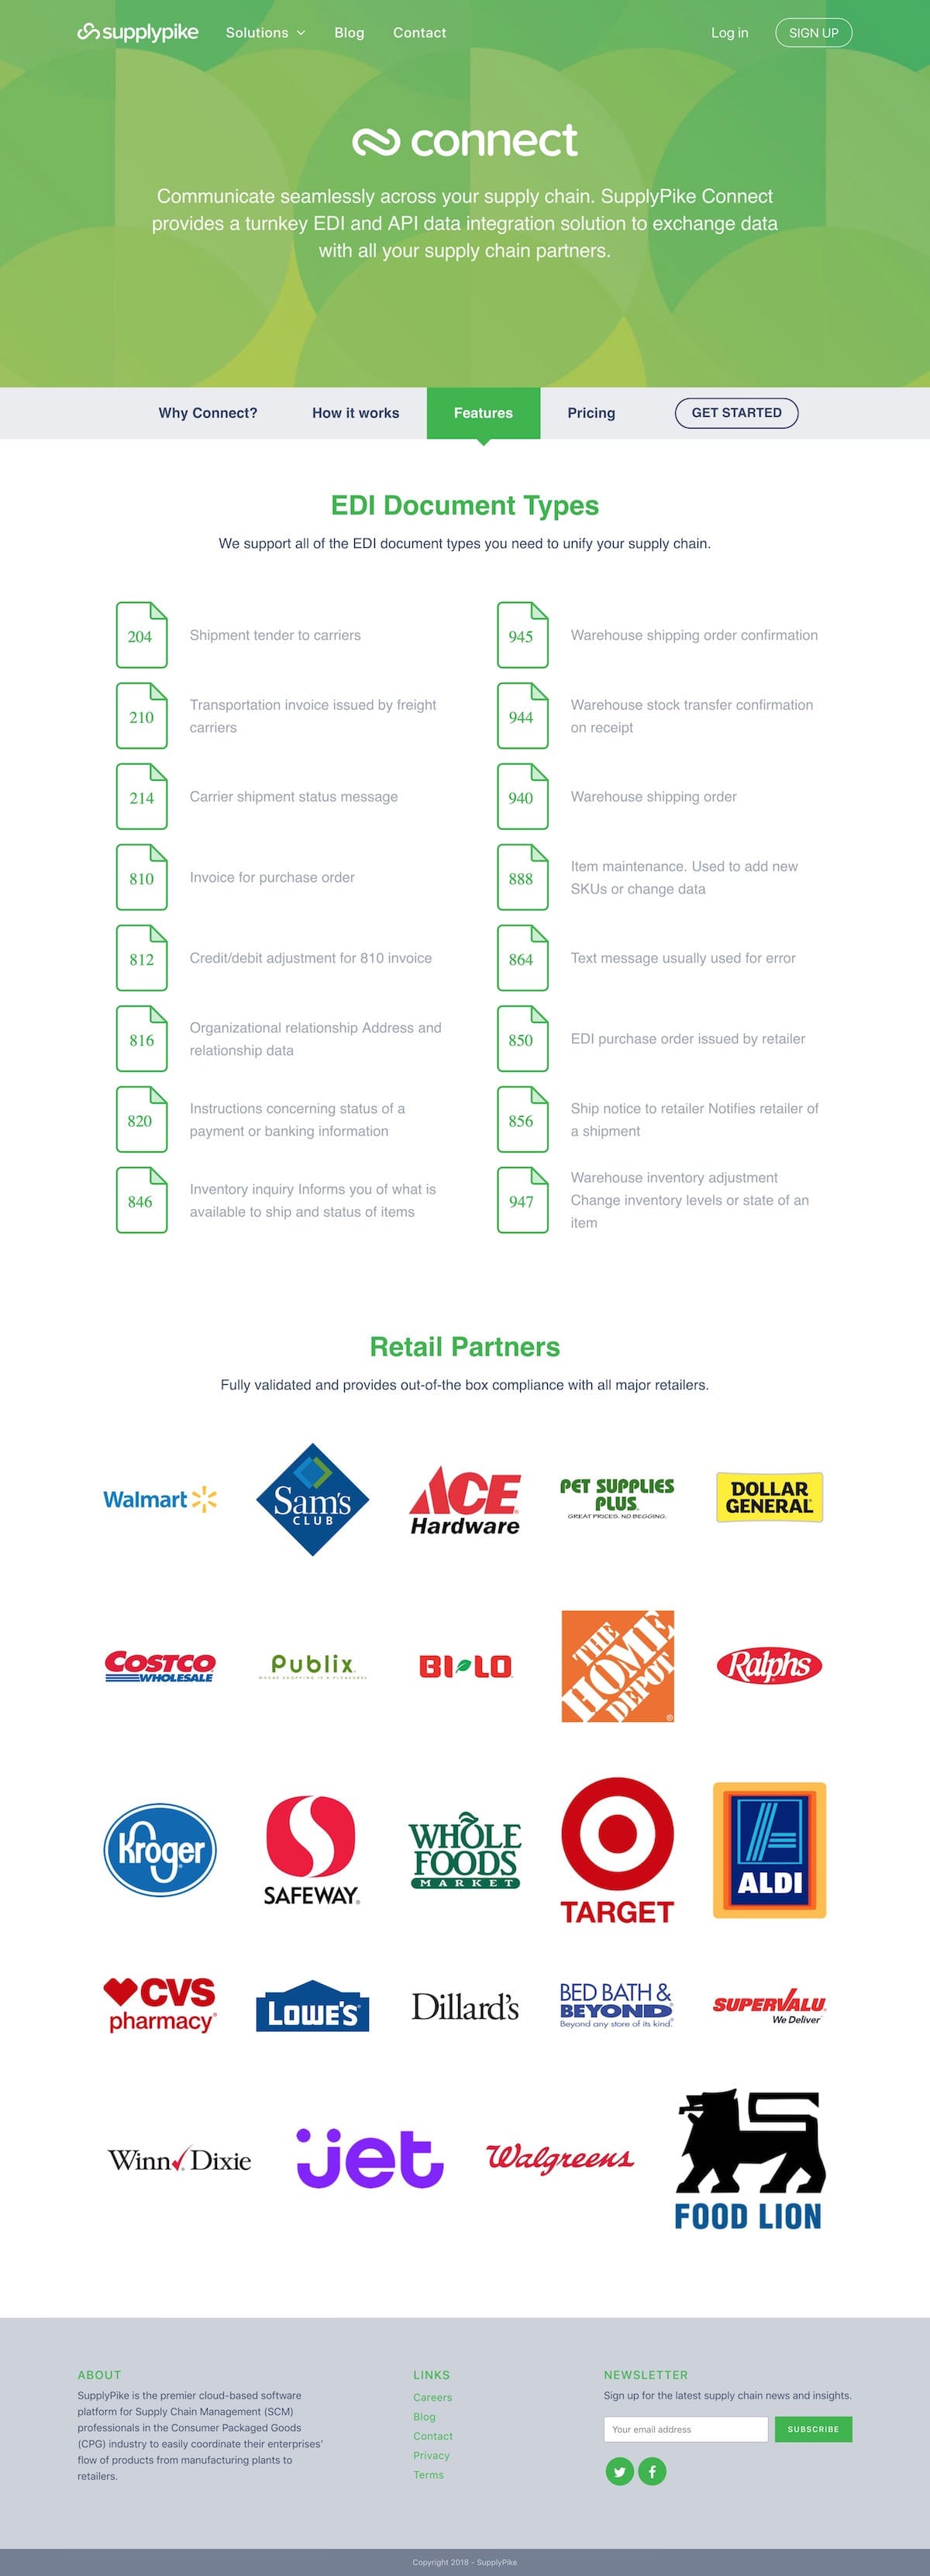 supplypike Solutions Blog Contact Log in SIGN UP
connect
Communicate seamlessly across your supply chain. SupplyPike Connect
provides a turnkey EDI and API data integration solution to exchange data
with all your supply chain partners.
Why Connect? How it works Features Pricing GET STARTED
EDI Document Types
We support all of the EDI document types you need to unify your supply chain.
204 Shipment tender to carriers
945 Warehouse shipping order confirmation
210 Transportation invoice issued by freight
carriers
944 Warehouse stock transfer confirmation
on receipt
214 Carrier shipment status message
940 Warehouse shipping order
810 Invoice for purchase order
888 Item maintenance. Used to add new
SKUs or change data
812 Credit/debit adjustment for 810 invoice
864 Text message usually used for error
816 Organizational relationship Address and
relationship data
850 EDI purchase order issued by retailer
820 Instructions concerning status of a
payment or banking information
856 Ship notice to retailer Notifies retailer of
a shipment
846 Inventory inquiry Informs you of what is
available to ship and status of items
947 Warehouse inventory adjustment
Change inventory levels or state of an
item
Retail Partners
Fully validated and provides out-of-the box compliance with all major retailers.
Walmart
Sam's
CLUB
ACE
Hardware
PET SUPPLIES
PLUS.
GREAT PRICES. NO BEGGING.
DOLLAR
GENERAL
COSTCO
WHOLESALE
Publix.
WHERE SHOPPING IS A PLEASURE
BI-LO
THE
HOME
DEPOT
Ralphs
Kroger
SAFEWAY
WHOLE
FOODS
MARKET
TARGET
ALDI
CVS
pharmacy
LOWE'S
Dillard's
BED BATH &
BEYOND
Beyond any store of its kind.
SUPERVALU
We Deliver
Winn Dixie
jet
Walgreens
FOOD LION
ABOUT
SupplyPike is the premier cloud-based software
platform for Supply Chain Management (SCM)
professionals in the Consumer Packaged Goods
(CPG) industry to easily coordinate their enterprises'
flow of products from manufacturing plants to
retailers.
LINKS
Careers
Blog
Contact
Privacy
Terms
NEWSLETTER
Sign up for the latest supply chain news and insights.
Your email address SUBSCRIBE
Copyright 2018 - SupplyPike